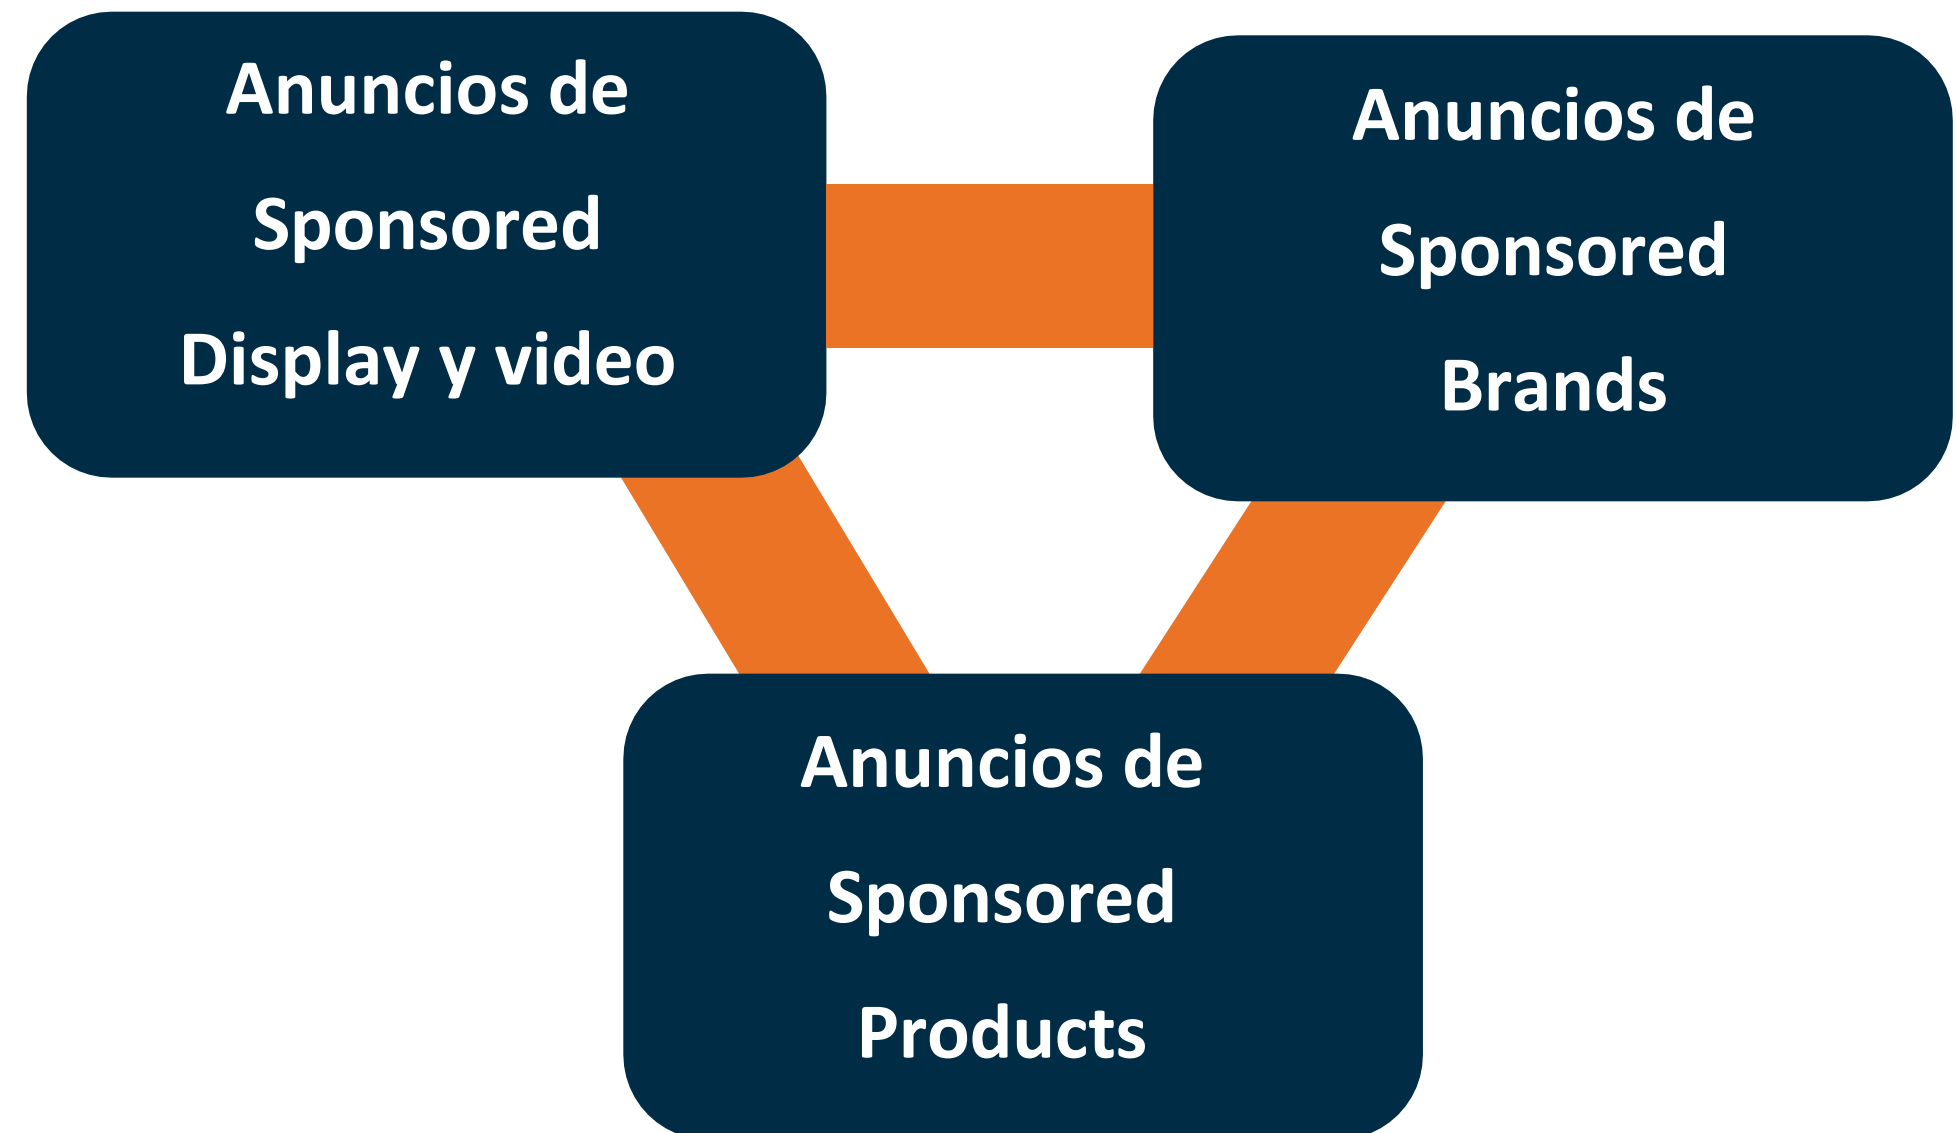 Anuncios de
Sponsored
Display y video
Anuncios de
Sponsored
Brands
Anuncios de
Sponsored
Products